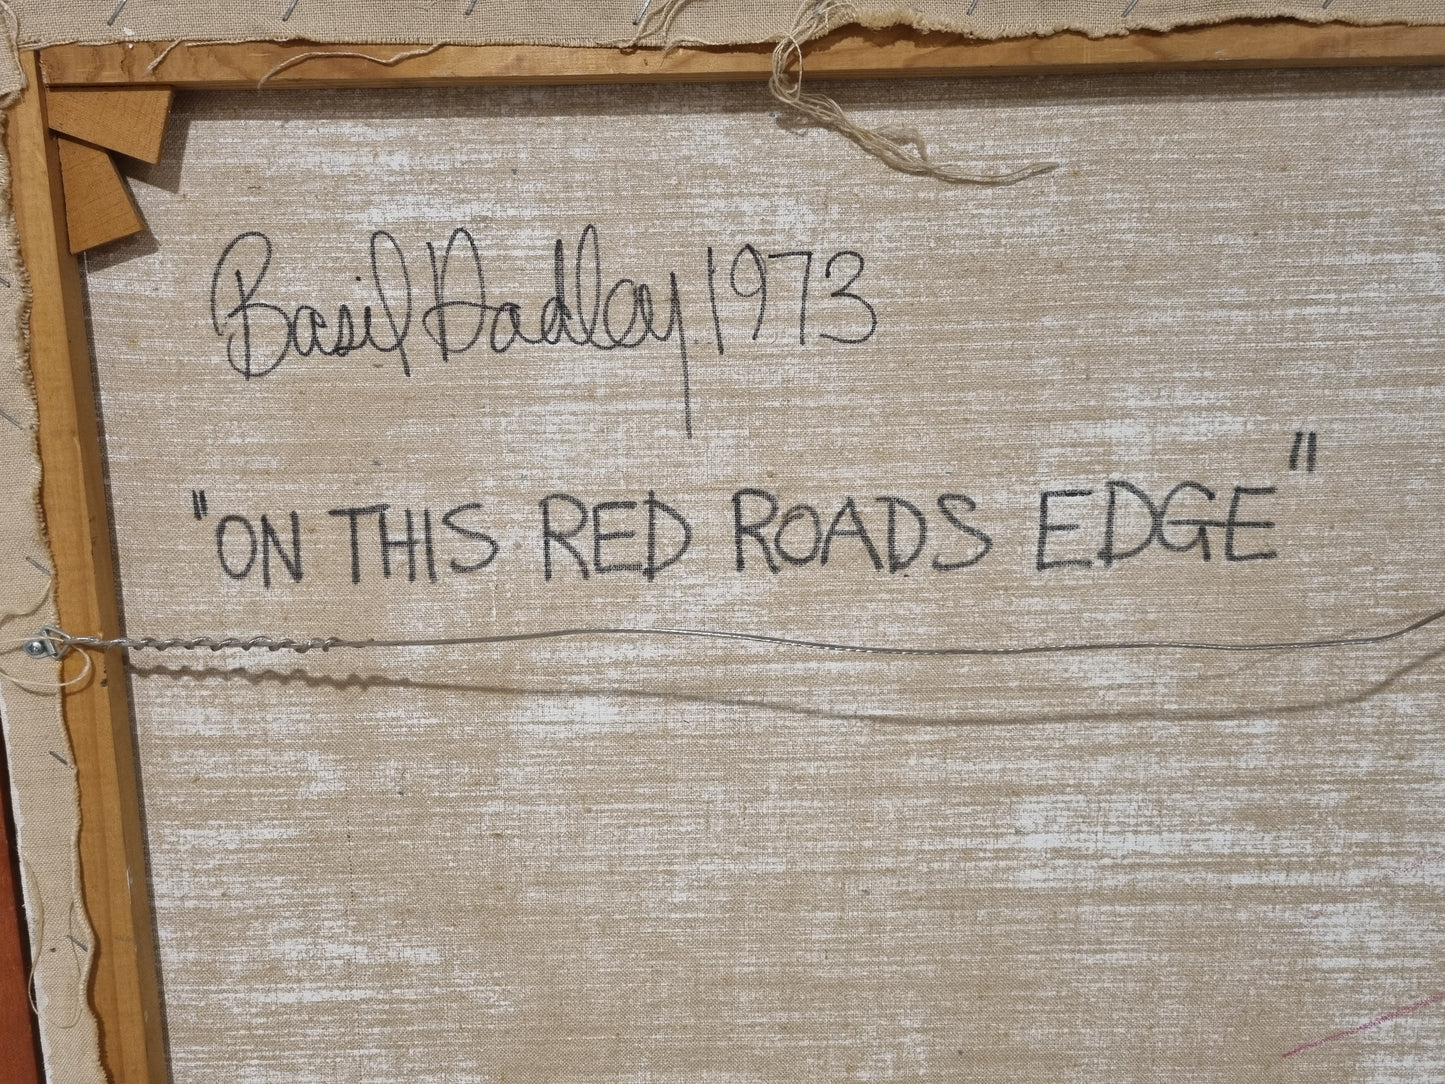 Basil Hadley 1973
"ON THIS RED ROADS EDGE"